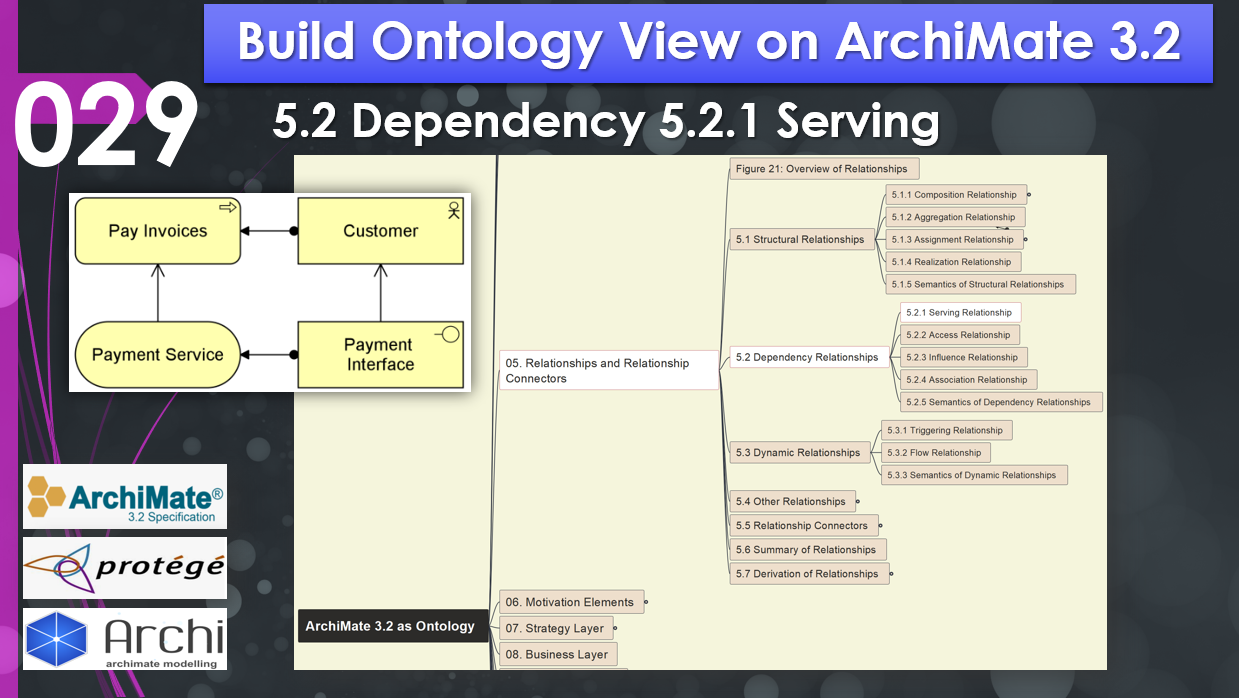 Build Ontology View on ArchiMate 3.2
029
5.2 Dependency 5.2.1 Serving
Pay Invoices
Customer
Payment Service
Payment
Interface
ArchiMate®
3.2 Specification
protégé
Archi
archimate modelling
ArchiMate 3.2 as Ontology
05. Relationships and Relationship
Connectors
Figure 21: Overview of Relationships
5.1 Structural Relationships
5.1.1 Composition Relationship
5.1.2 Aggregation Relationship
5.1.3 Assignment Relationship
5.1.4 Realization Relationship
5.1.5 Semantics of Structural Relationships
5.2 Dependency Relationships
5.2.1 Serving Relationship
5.2.2 Access Relationship
5.2.3 Influence Relationship
5.2.4 Association Relationship
5.2.5 Semantics of Dependency Relationships
5.3 Dynamic Relationships
5.3.1 Triggering Relationship
5.3.2 Flow Relationship
5.3.3 Semantics of Dynamic Relationships
5.4 Other Relationships
5.5 Relationship Connectors
5.6 Summary of Relationships
5.7 Derivation of Relationships
06. Motivation Elements
07. Strategy Layer
08. Business Layer